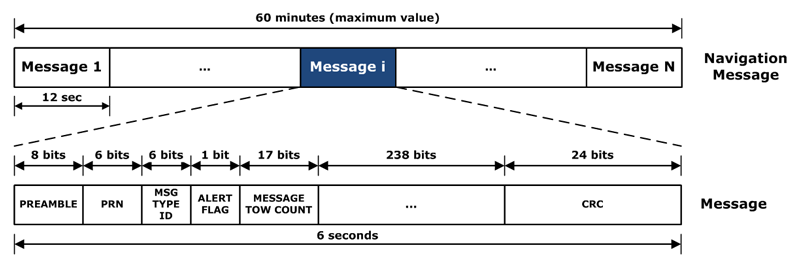 60 minutes (maximum value)
Message 1
...
Message i
...
Message N
Navigation
Message
12 sec
8 bits
6 bits
6 bits
1 bit
17 bits
238 bits
24 bits
PREAMBLE
PRN
MSG
TYPE
ID
ALERT
FLAG
MESSAGE
TOW COUNT
...
CRC
Message
6 seconds